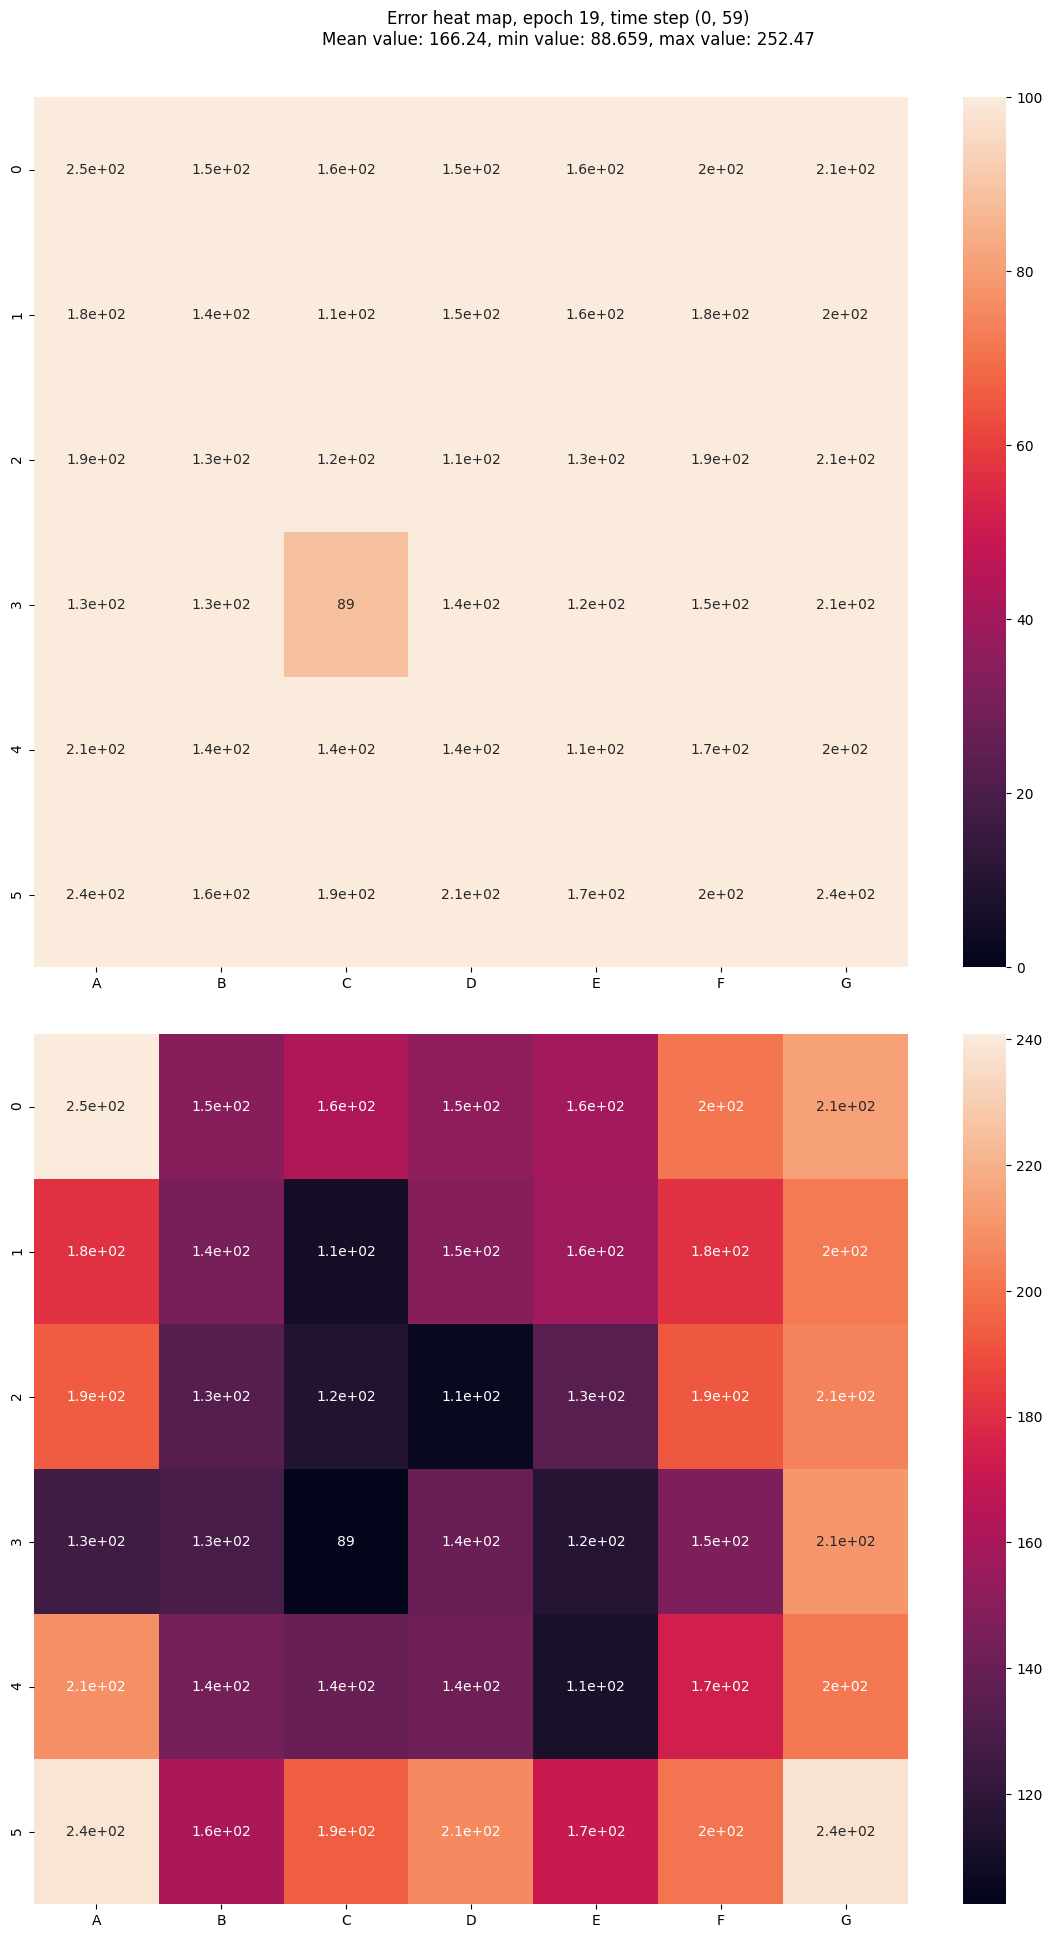 Error heat map, epoch 19, time step (0, 59)
Mean value: 166.24, min value: 88.659, max value: 252.47
100
0 2.5e+02 1.5e+02 1.6e+02 1.5e+02 1.6e+02 2e+02 2.1e+02
80
1 1.8e+02 1.4e+02 1.1e+02 1.5e+02 1.6e+02 1.8e+02 2e+02
60
2 1.9e+02 1.3e+02 1.2e+02 1.1e+02 1.3e+02 1.9e+02 2.1e+02
3 1.3e+02 1.3e+02 89 1.4e+02 1.2e+02 1.5e+02 2.1e+02
40
4 2.1e+02 1.4e+02 1.4e+02 1.4e+02 1.1e+02 1.7e+02 2e+02
20
5 2.4e+02 1.6e+02 1.9e+02 2.1e+02 1.7e+02 2e+02 2.4e+02
0
A B C D E F G
240
0 2.5e+02 1.5e+02 1.6e+02 1.5e+02 1.6e+02 2e+02 2.1e+02
220
1 1.8e+02 1.4e+02 1.1e+02 1.5e+02 1.6e+02 1.8e+02 2e+02
200
2 1.9e+02 1.3e+02 1.2e+02 1.1e+02 1.3e+02 1.9e+02 2.1e+02
180
3 1.3e+02 1.3e+02 89 1.4e+02 1.2e+02 1.5e+02 2.1e+02
160
4 2.1e+02 1.4e+02 1.4e+02 1.4e+02 1.1e+02 1.7e+02 2e+02
140
120
5 2.4e+02 1.6e+02 1.9e+02 2.1e+02 1.7e+02 2e+02 2.4e+02
A B C D E F G